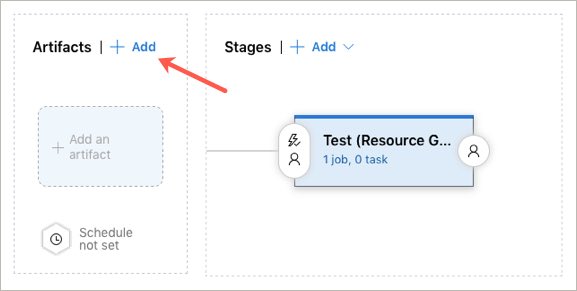 Artifacts | + Add
Stages | + Add
+ Add an
artifact
Test (Resource G...
1 job, 0 task
Schedule
not set